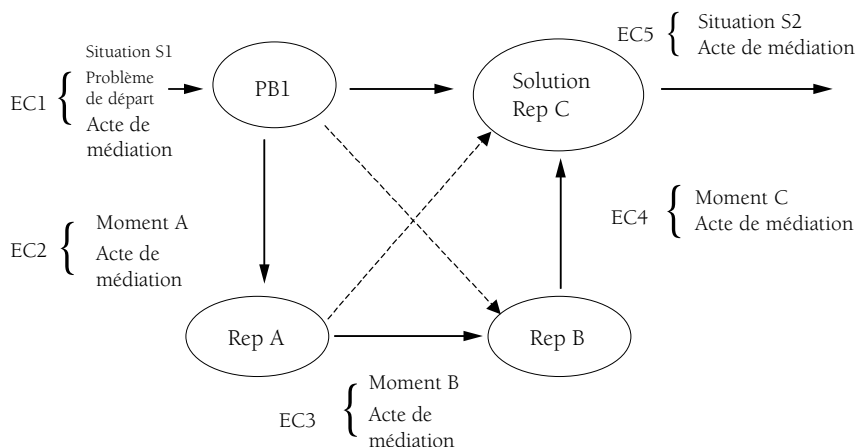 EC1
Situation S1
Problème
de départ
Acte de
médiation
PB1
Solution
Rep C
EC5
Situation S2
Acte de médiation
EC2
Moment A
Acte de
médiation
EC4
Moment C
Acte de médiation
Rep A
Rep B
EC3
Moment B
Acte de
médiation